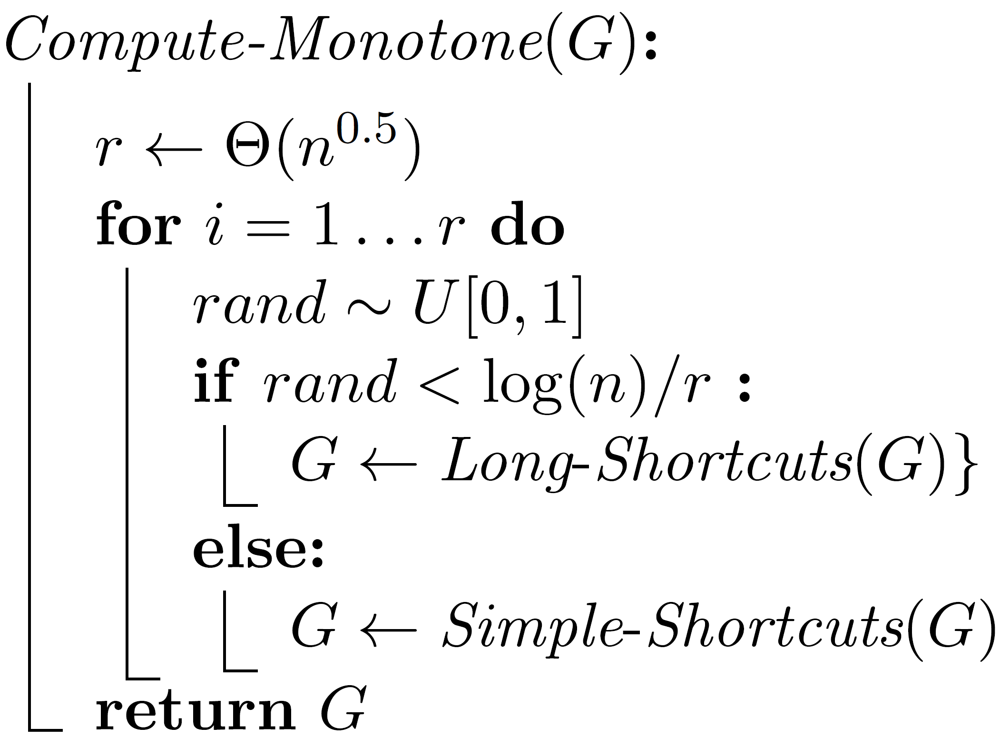 Compute-Monotone(G):
r ← Θ(n^0.5)
for i = 1 . . . r do
rand ∼ U[0, 1]
if rand < log(n)/r :
G ← Long-Shortcuts(G)}
else:
G ← Simple-Shortcuts(G)
return G